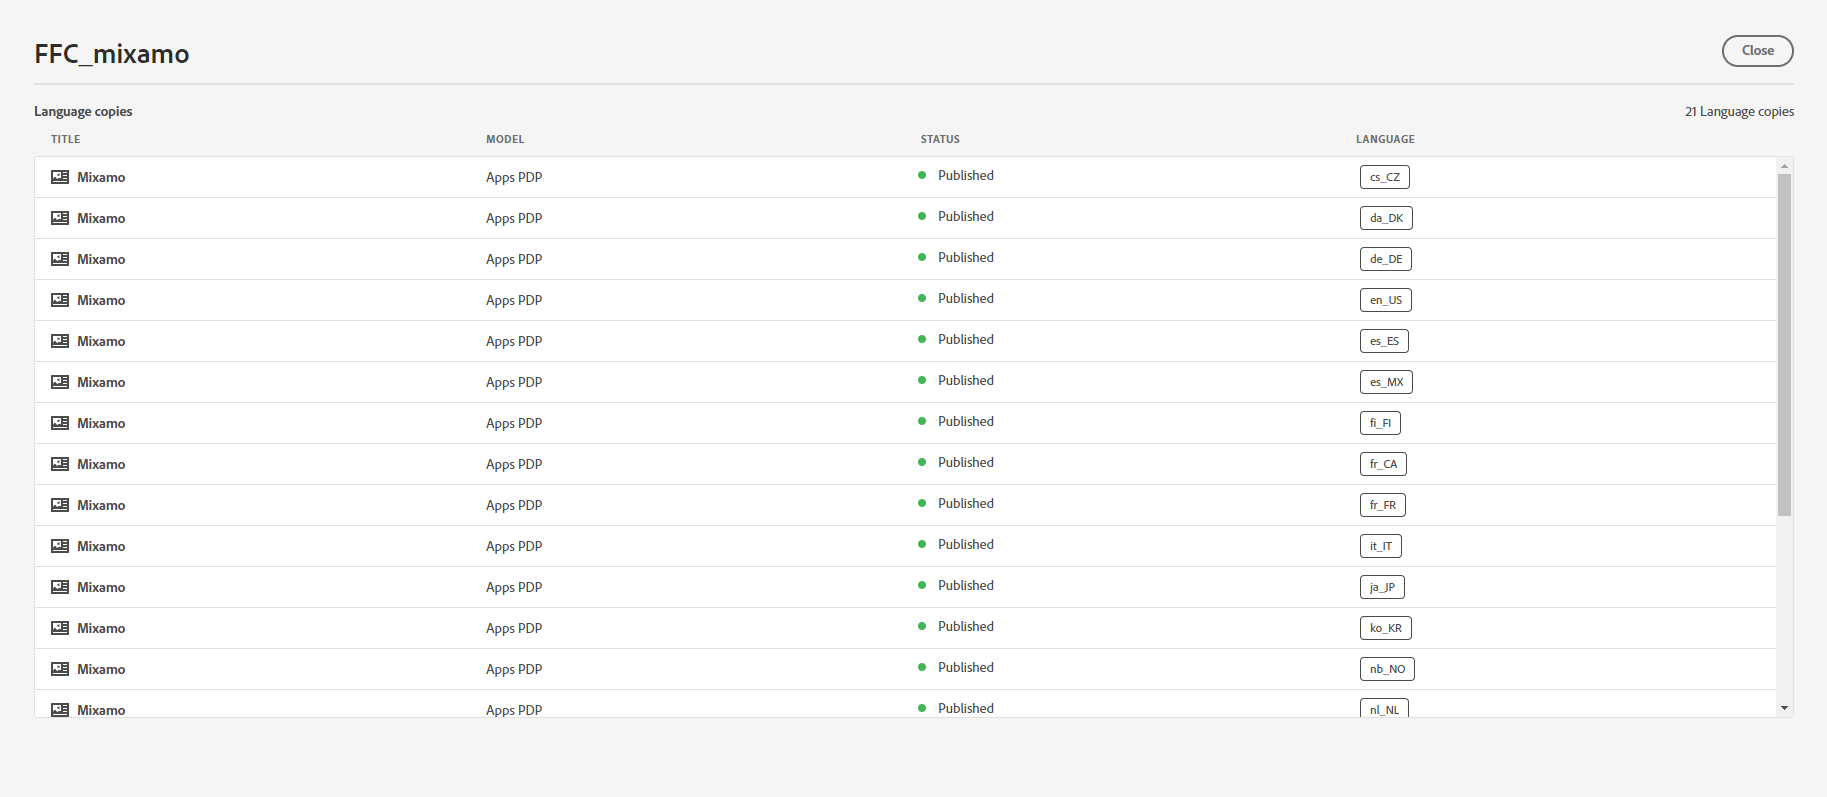 FFC_mixamo
Close
Language copies
21 Language copies
TITLE MODEL STATUS LANGUAGE
Mixamo Apps PDP Published cs_CZ
Mixamo Apps PDP Published da_DK
Mixamo Apps PDP Published de_DE
Mixamo Apps PDP Published en_US
Mixamo Apps PDP Published es_ES
Mixamo Apps PDP Published es_MX
Mixamo Apps PDP Published fi_FI
Mixamo Apps PDP Published fr_CA
Mixamo Apps PDP Published fr_FR
Mixamo Apps PDP Published it_IT
Mixamo Apps PDP Published ja_JP
Mixamo Apps PDP Published ko_KR
Mixamo Apps PDP Published nb_NO
Mixamo Apps PDP Published nl_NL